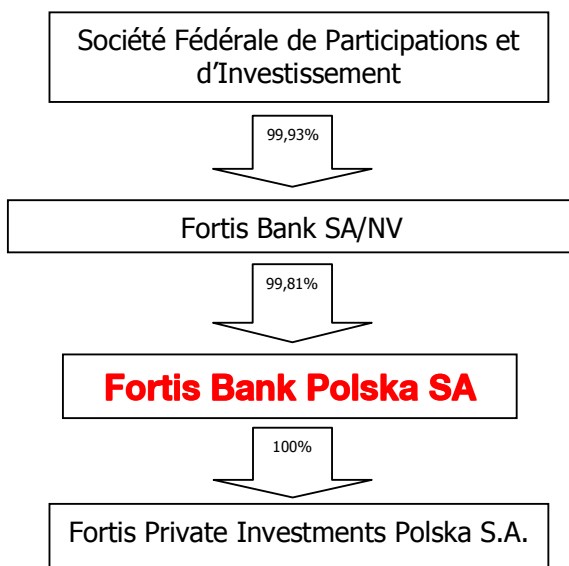 Société Fédérale de Participations et
d'Investissement
99,93%
Fortis Bank SA/NV
99,81%
Fortis Bank Polska SA
100%
Fortis Private Investments Polska S.A.